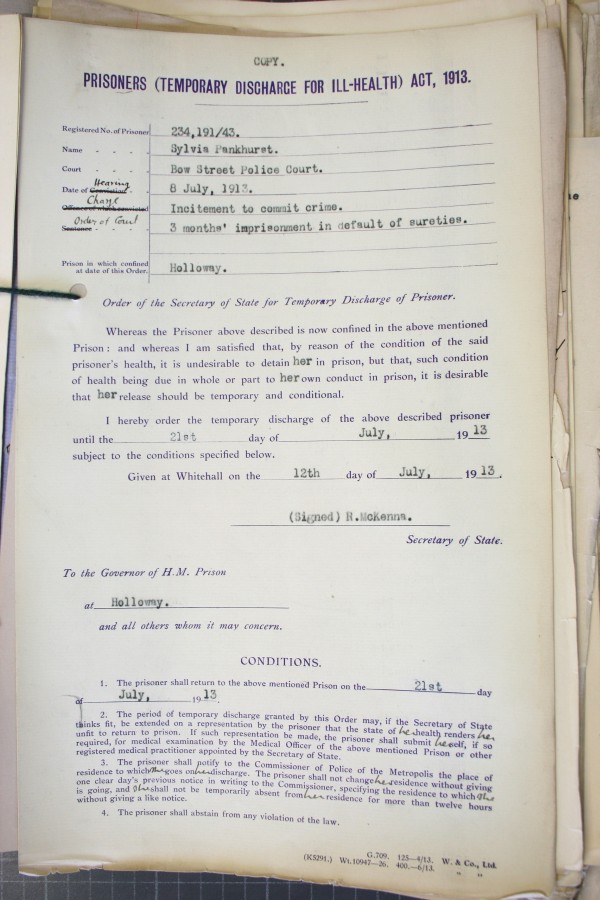 COPY.
PRISONERS (TEMPORARY DISCHARGE FOR ILL-HEALTH) ACT, 1913.
Registered No. of Prisoner 234,191/43.
Name - - - Sylvia Pankhurst.
Court - - - Bow Street Police Court.
Hearing
Date of Conviction - 8 July, 1913.
Charge
Offence of which convicted Incitement to commit crime.
Order of Court
Sentence - - - 3 months' imprisonment in default of sureties.
Prison in which confined
at date of this Order. Holloway.
Order of the Secretary of State for Temporary Discharge of Prisoner.
Whereas the Prisoner above described is now confined in the above mentioned
Prison : and whereas I am satisfied that, by reason of the condition of the said
prisoner's health, it is undesirable to detain her in prison, but that, such condition
of health being due in whole or part to her own conduct in prison, it is desirable
that her release should be temporary and conditional.
I hereby order the temporary discharge of the above described prisoner
until the 21st day of July, 1913
subject to the conditions specified below.
Given at Whitehall on the 12th day of July, 1913.
(Signed) R.McKenna.
Secretary of State.
To the Governor of H.M. Prison
at Holloway.
and all others whom it may concern.
CONDITIONS.
1. The prisoner shall return to the above mentioned Prison on the 21st day
of July, 1913.
2. The period of temporary discharge granted by this Order may, if the Secretary of State
thinks fit, be extended on a representation by the prisoner that the state of her health renders her
unfit to return to prison. If such representation be made, the prisoner shall submit herself, if so
required, for medical examination by the Medical Officer of the above mentioned Prison or other
registered medical practitioner appointed by the Secretary of State.
3. The prisoner shall notify to the Commissioner of Police of the Metropolis the place of
residence to which she goes on her discharge. The prisoner shall not change her residence without giving
one clear day's previous notice in writing to the Commissioner, specifying the residence to which she
is going, and she shall not be temporarily absent from her residence for more than twelve hours
without giving a like notice.
4. The prisoner shall abstain from any violation of the law.
(K5291.) Wt.10947—26. G.709. 125—4/13. 400.—6/13. W. & Co., Ltd.
" "